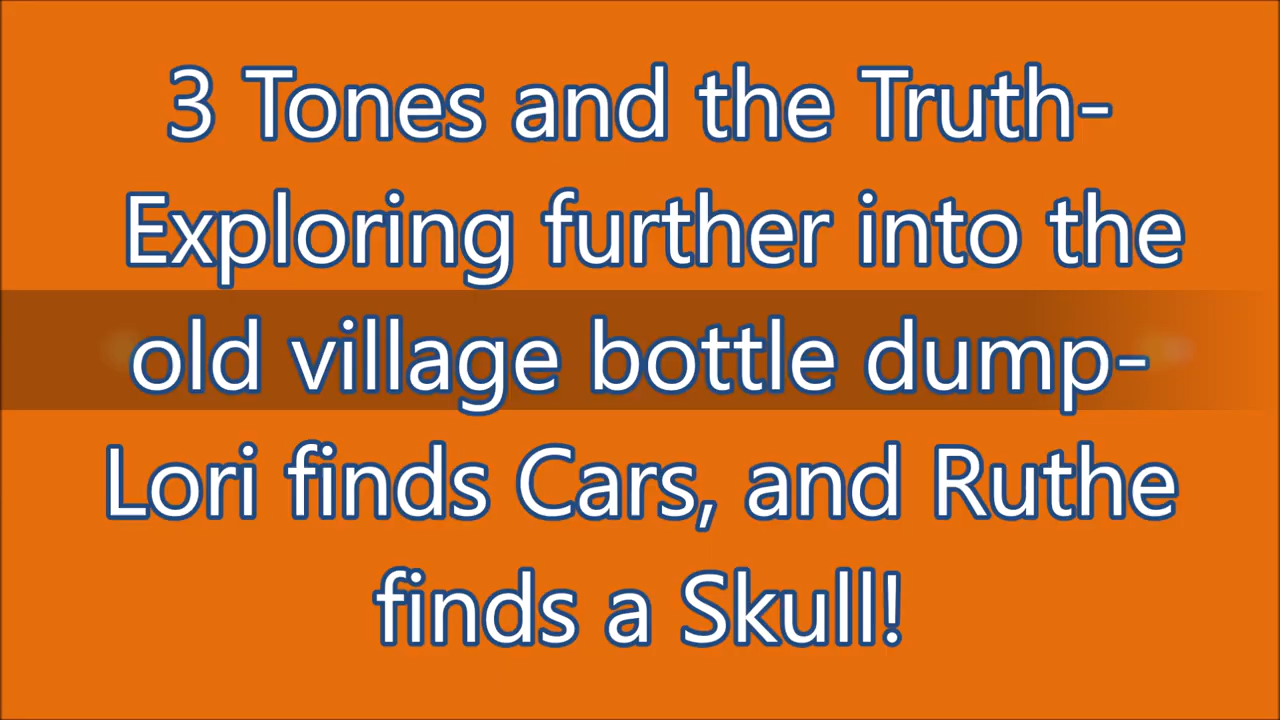 3 Tones and the Truth-
Exploring further into the
old village bottle dump-
Lori finds Cars, and Ruthe
finds a Skull!